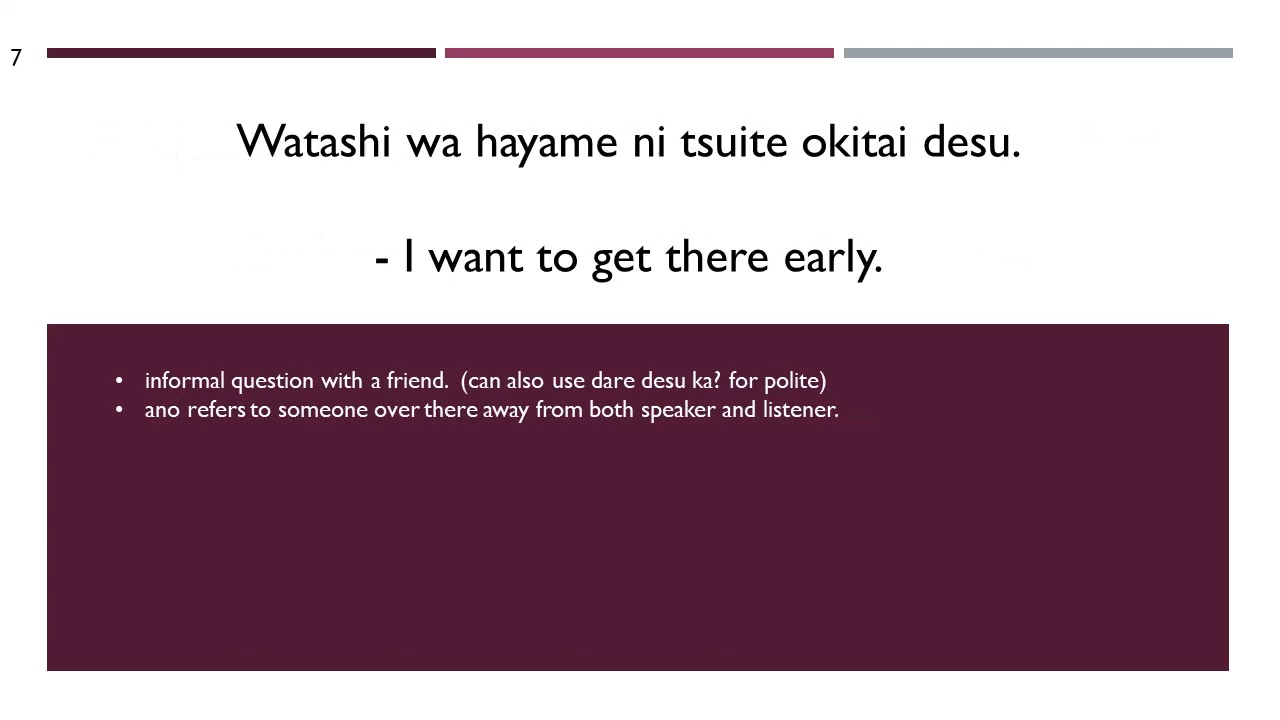 7
Watashi wa hayame ni tsuite okitai desu.
- I want to get there early.
• informal question with a friend. (can also use dare desu ka? for polite)
• ano refers to someone over there away from both speaker and listener.